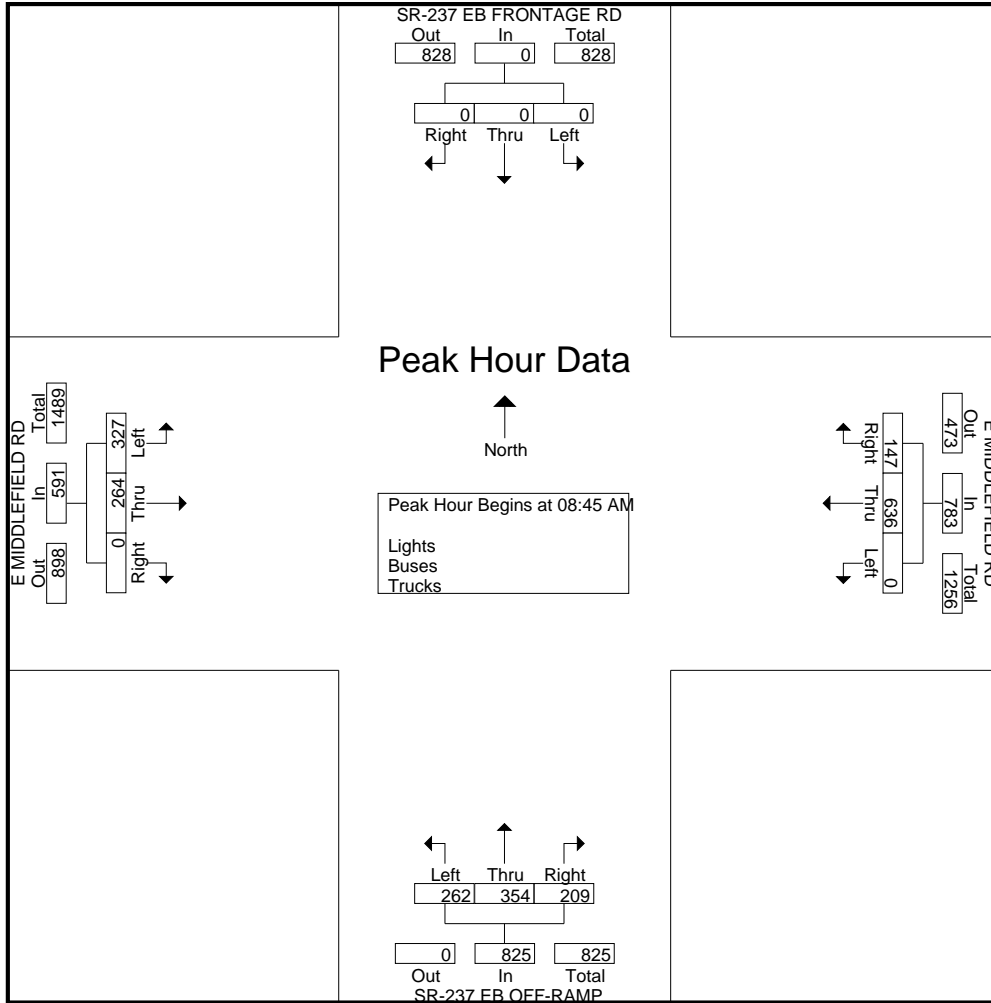 SR-237 EB FRONTAGE RD
Out In Total
828 0 828
0 0 0
Right Thru Left
Peak Hour Data
North
Peak Hour Begins at 08:45 AM
Lights
Buses
Trucks
E MIDDLEFIELD RD
Out In Total
898 591 1489
0 264 327
Right Thru Left
E MIDDLEFIELD RD
Out In Total
473 783 1256
147 636 0
Right Thru Left
Left Thru Right
262 354 209
0 825 825
Out In Total
SR-237 EB OFF-RAMP